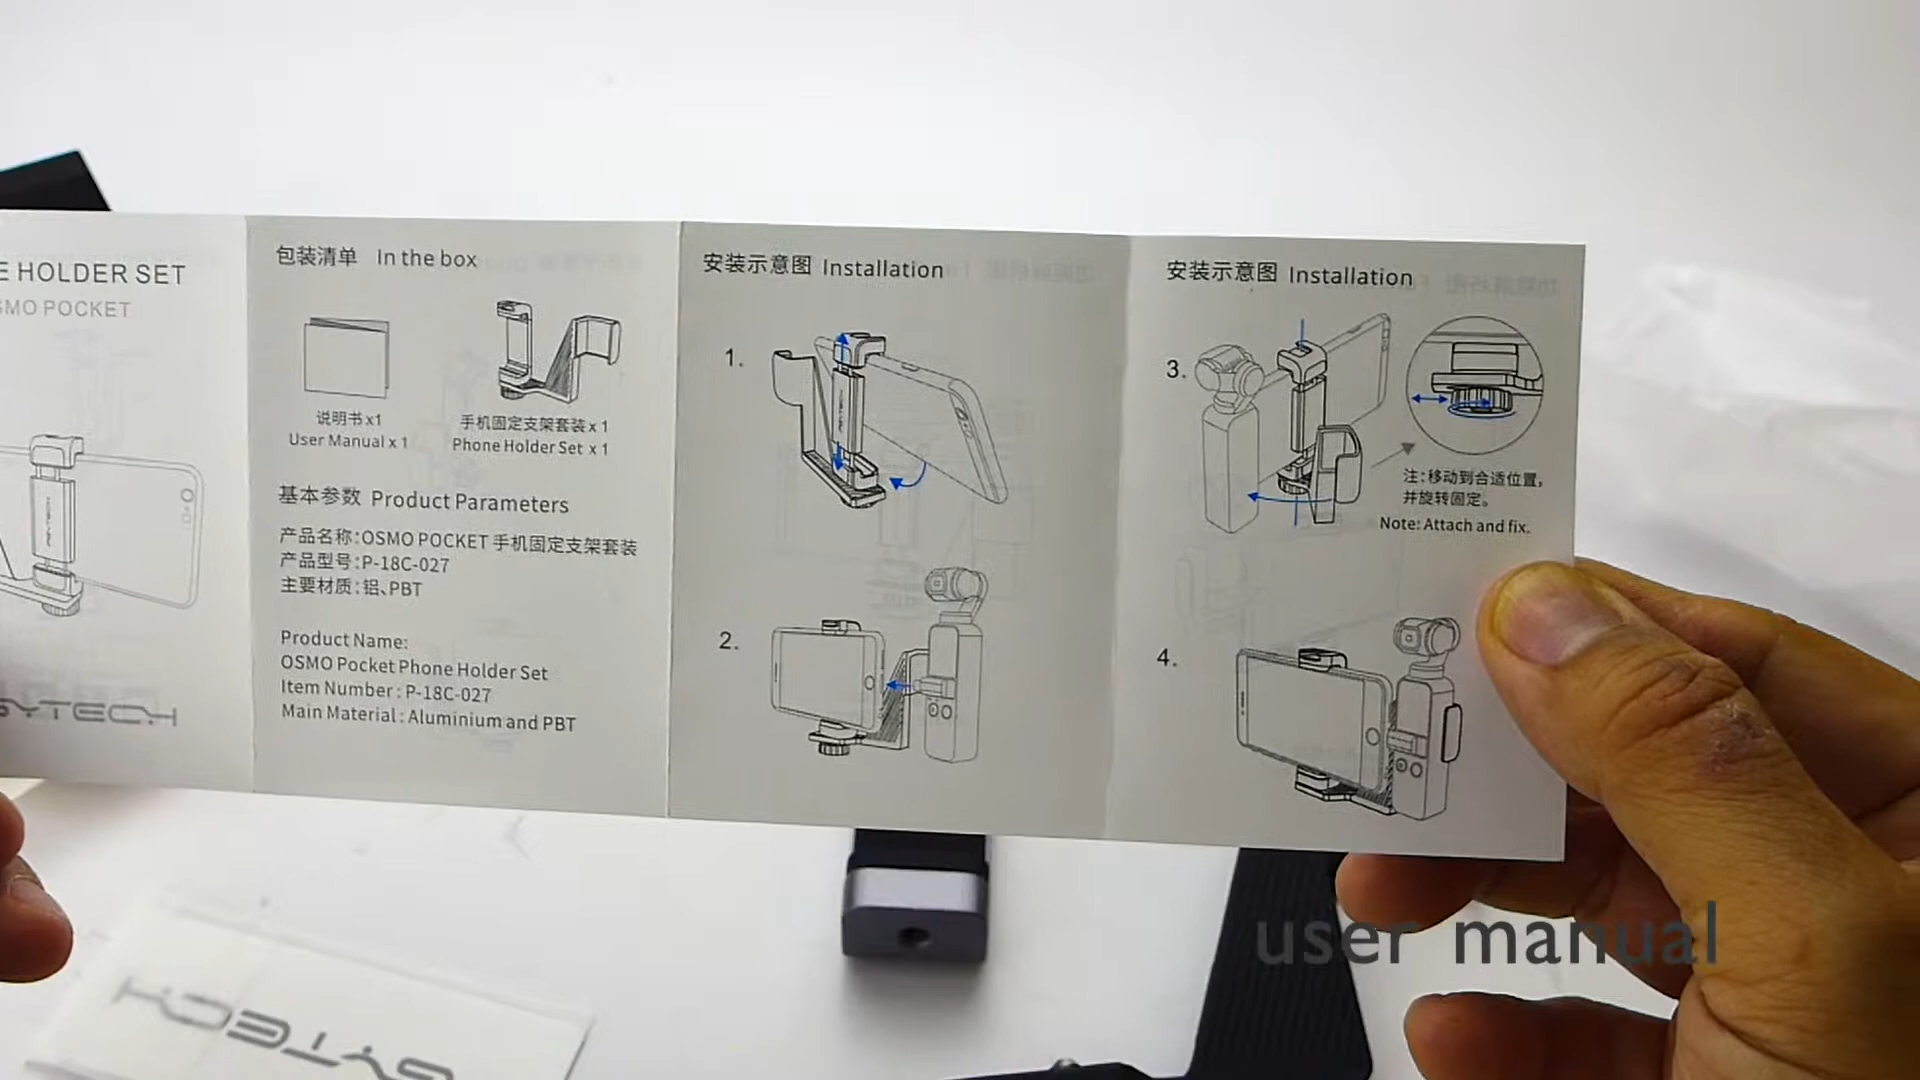 E HOLDER SET
SMO POCKET
SYTECH
包装清单 In the box
说明书 x1
User Manual x 1
手机固定支架套装 x 1
Phone Holder Set x 1
基本参数 Product Parameters
产品名称:OSMO POCKET 手机固定支架套装
产品型号:P-18C-027
主要材质:铝、PBT
Product Name:
OSMO Pocket Phone Holder Set
Item Number : P-18C-027
Main Material : Aluminium and PBT
安装示意图 Installation
1.
2.
安装示意图 Installation
3.
注:移动到合适位置,
并旋转固定。
Note: Attach and fix.
4.
user manual